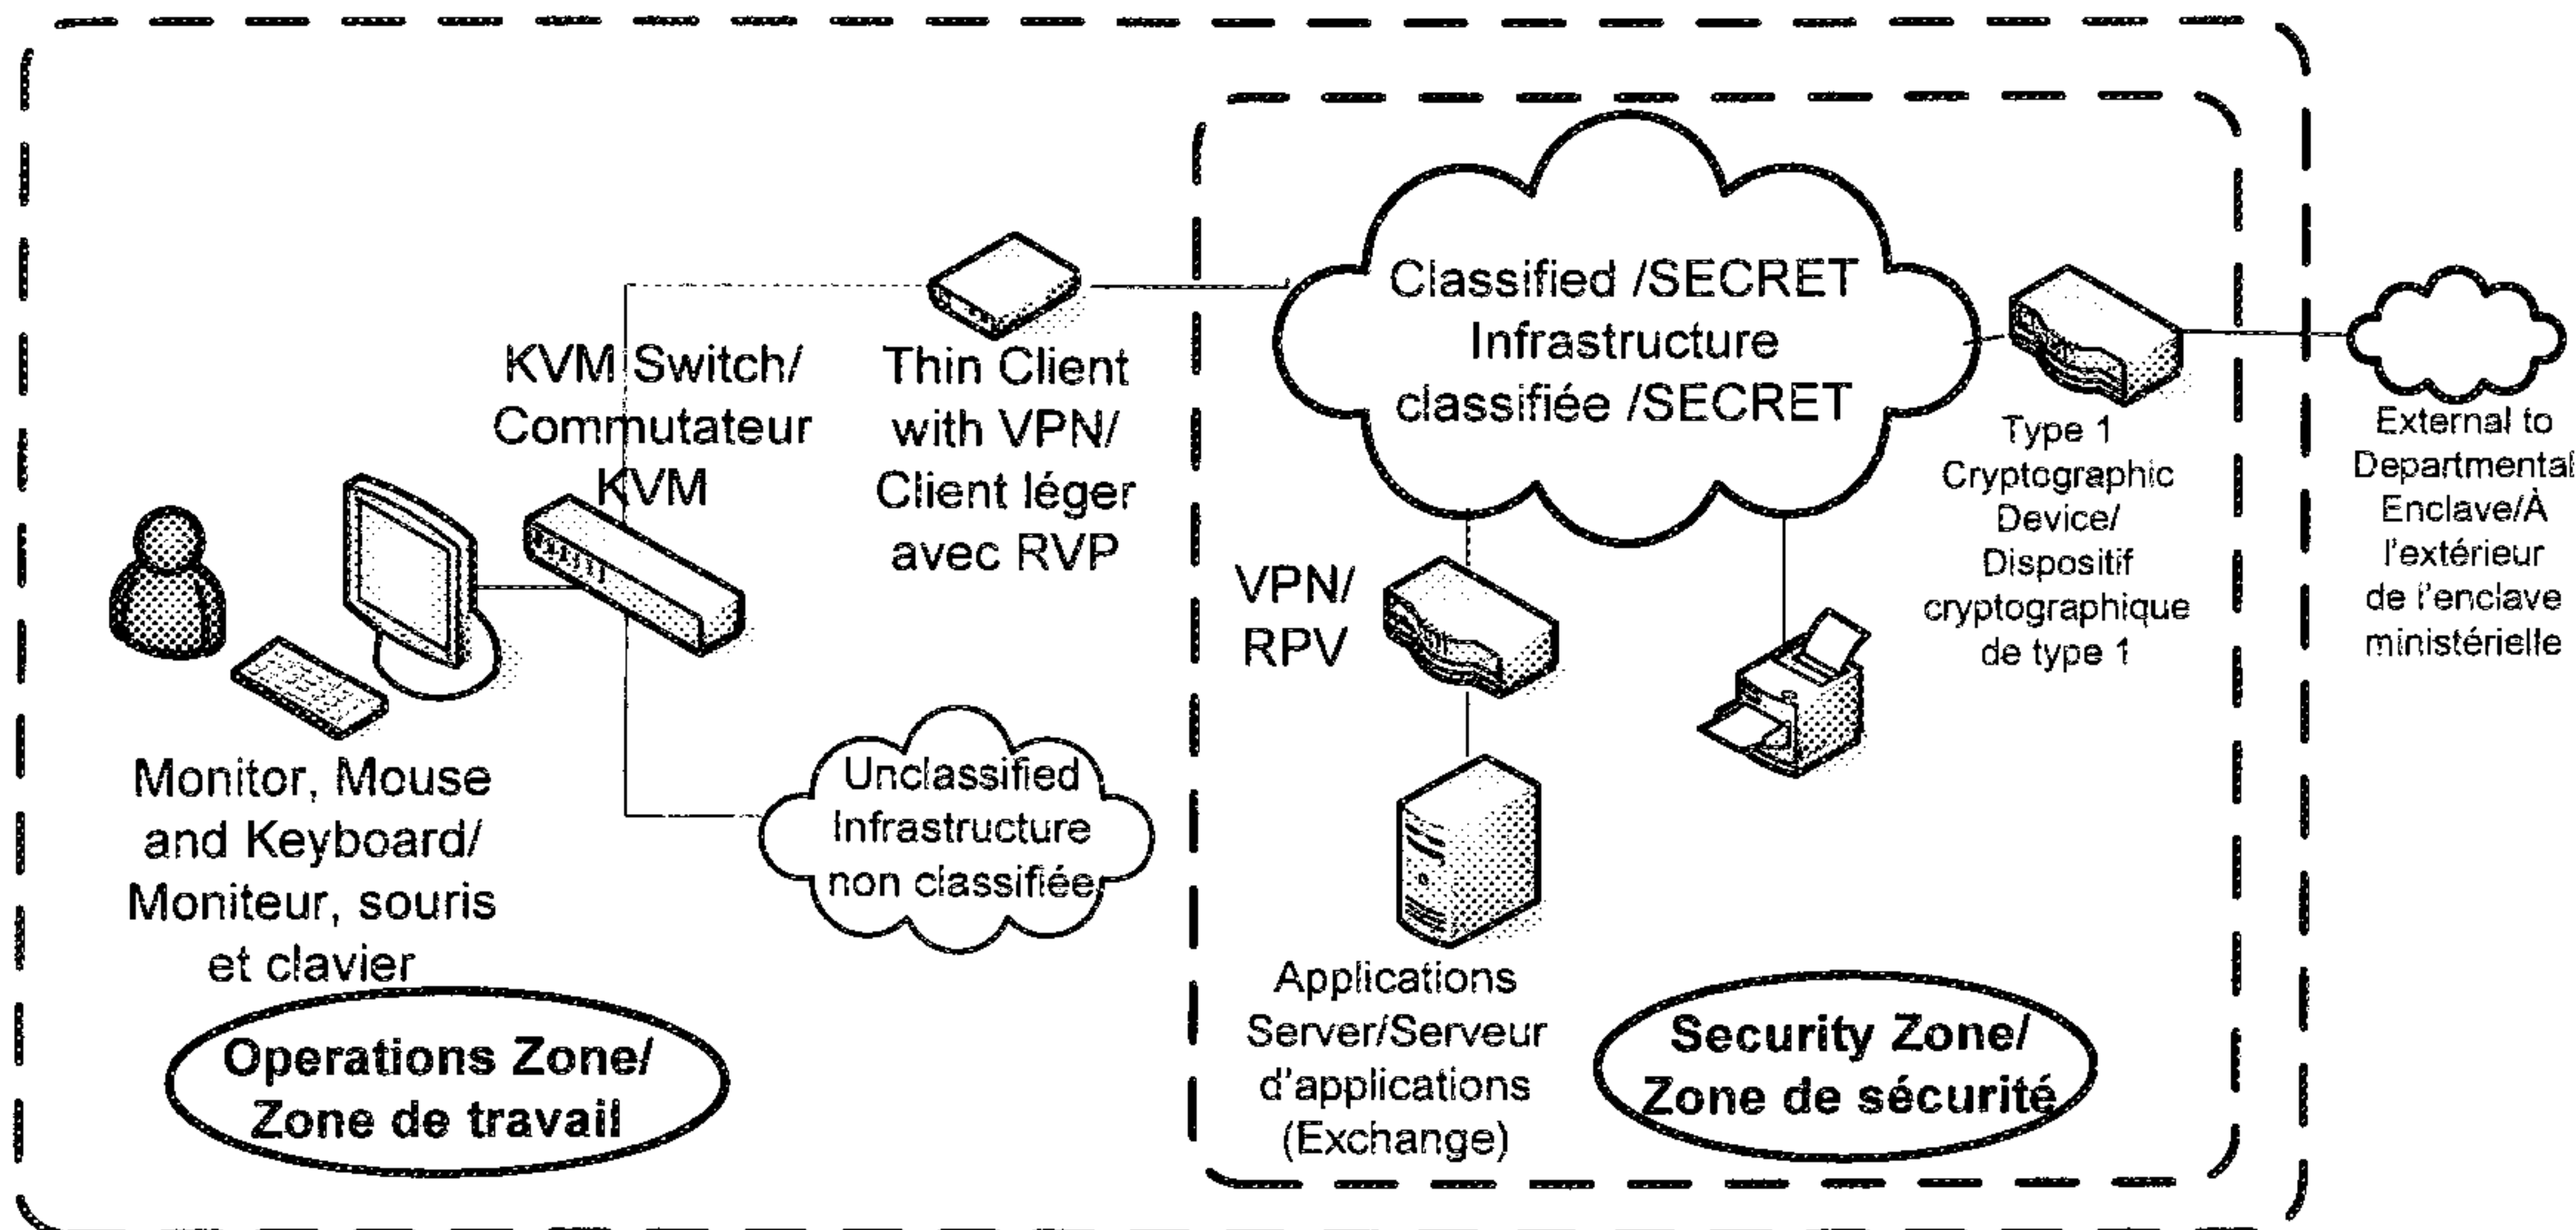 KVM Switch/
Commutateur
KVM
Thin Client
with VPN/
Client léger
avec RVP
Monitor, Mouse
and Keyboard/
Moniteur, souris
et clavier
Unclassified
Infrastructure
non classifiée
Operations Zone/
Zone de travail
Classified /SECRET
Infrastructure
classifiée /SECRET
VPN/
RPV
Applications
Server/Serveur
d'applications
(Exchange)
Type 1
Cryptographic
Device/
Dispositif
cryptographique
de type 1
Security Zone/
Zone de sécurité
External to
Departmental
Enclave/À
l'extérieur
de l'enclave
ministérielle